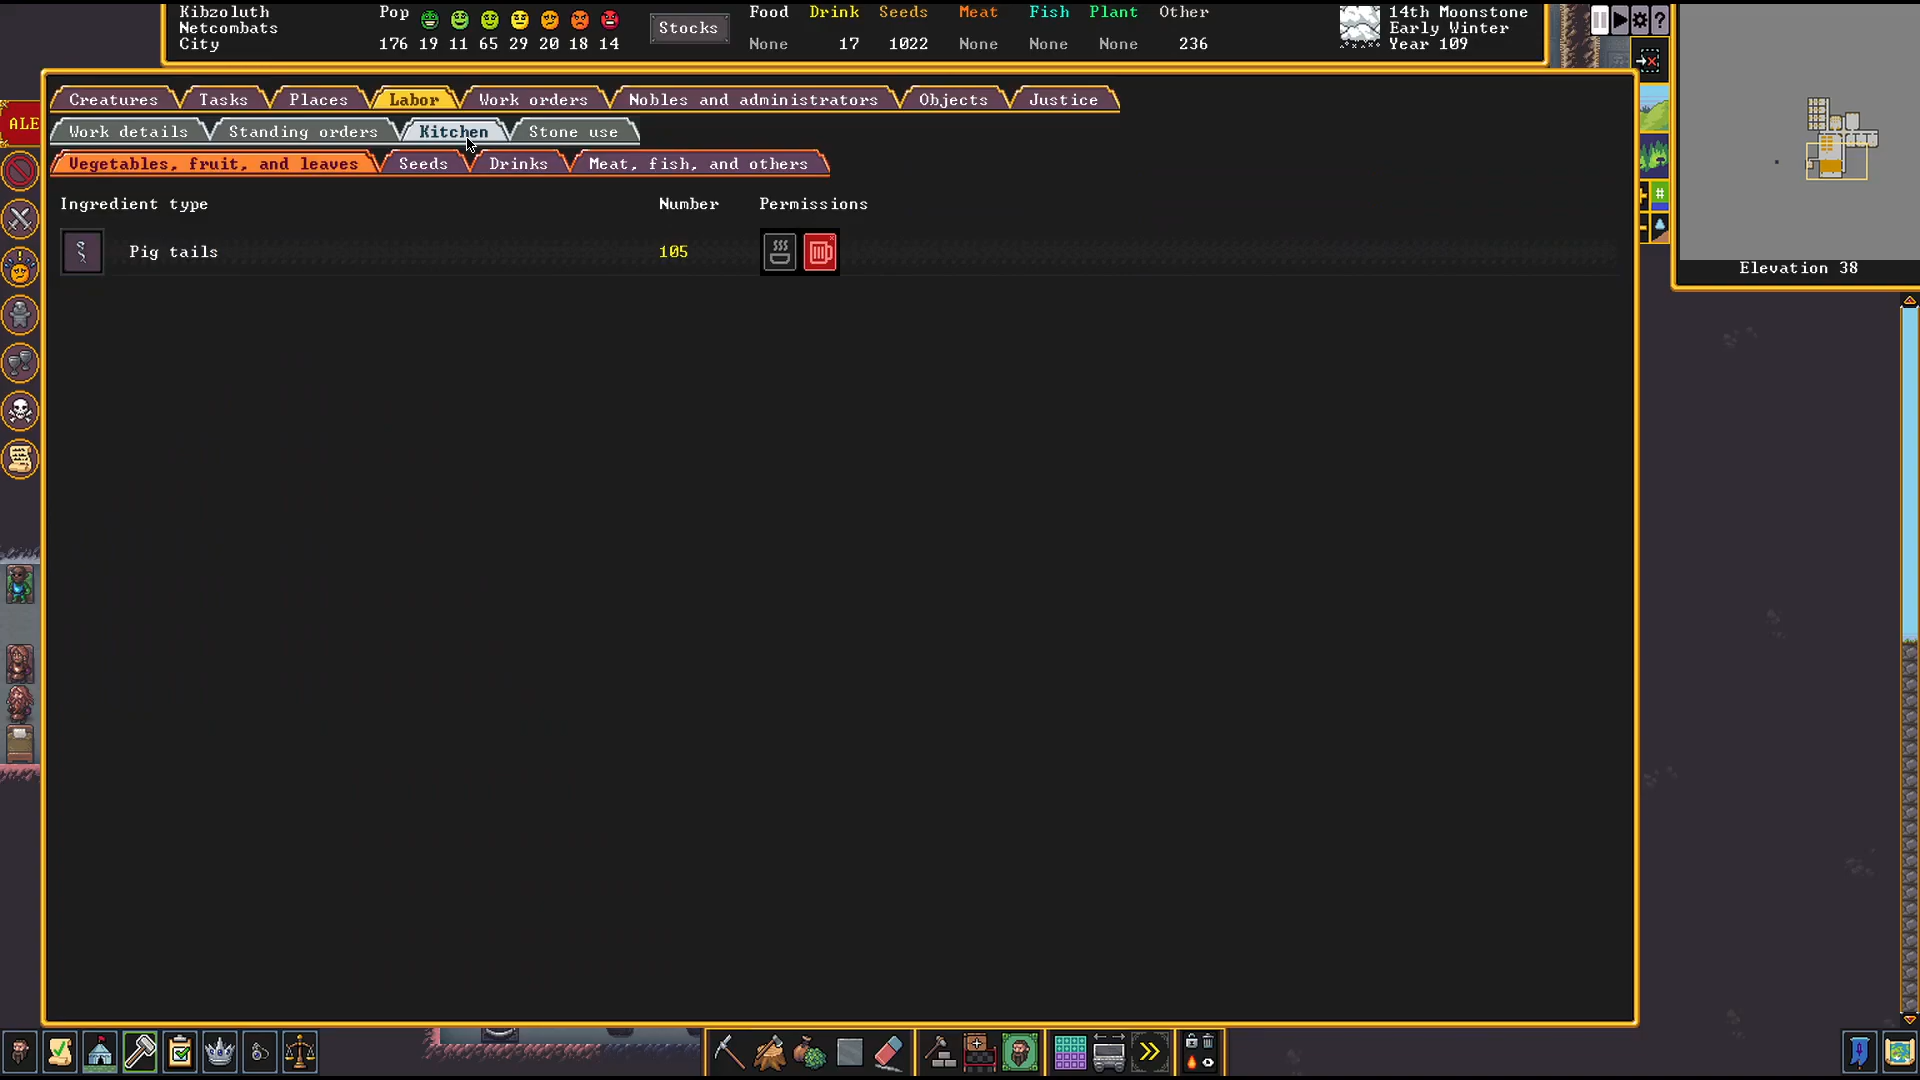 Kibzoluth
Netcombats
City
Pop
176 19 11 65 29 20 18 14
Stocks
Food Drink Seeds Meat Fish Plant Other
None 17 1022 None None None 236
14th Moonstone
Early Winter
Year 109
ALE
Creatures Tasks Places Labor Work orders Nobles and administrators Objects Justice
Work details Standing orders Kitchen Stone use
Vegetables, fruit, and leaves Seeds Drinks Meat, fish, and others
Ingredient type Number Permissions
Pig tails 105
Elevation 38